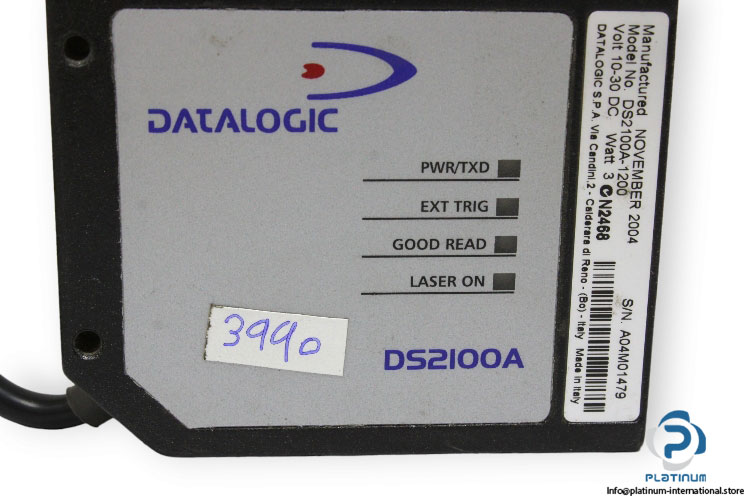 DATALOGIC
PWR/TXD
EXT TRIG
GOOD READ
LASER ON
3990
DS2100A
Manufactured NOVEMBER 2004
Model No. DS2100A-1200 S/N. A04M01479
Volt 10-30 DC Watt 3 N2468
DATALOGIC S.P.A. Via Candini,2 - Calderara di Reno - (Bo) - Italy Made in Italy
PLATINUM
Info@platinum-international.store